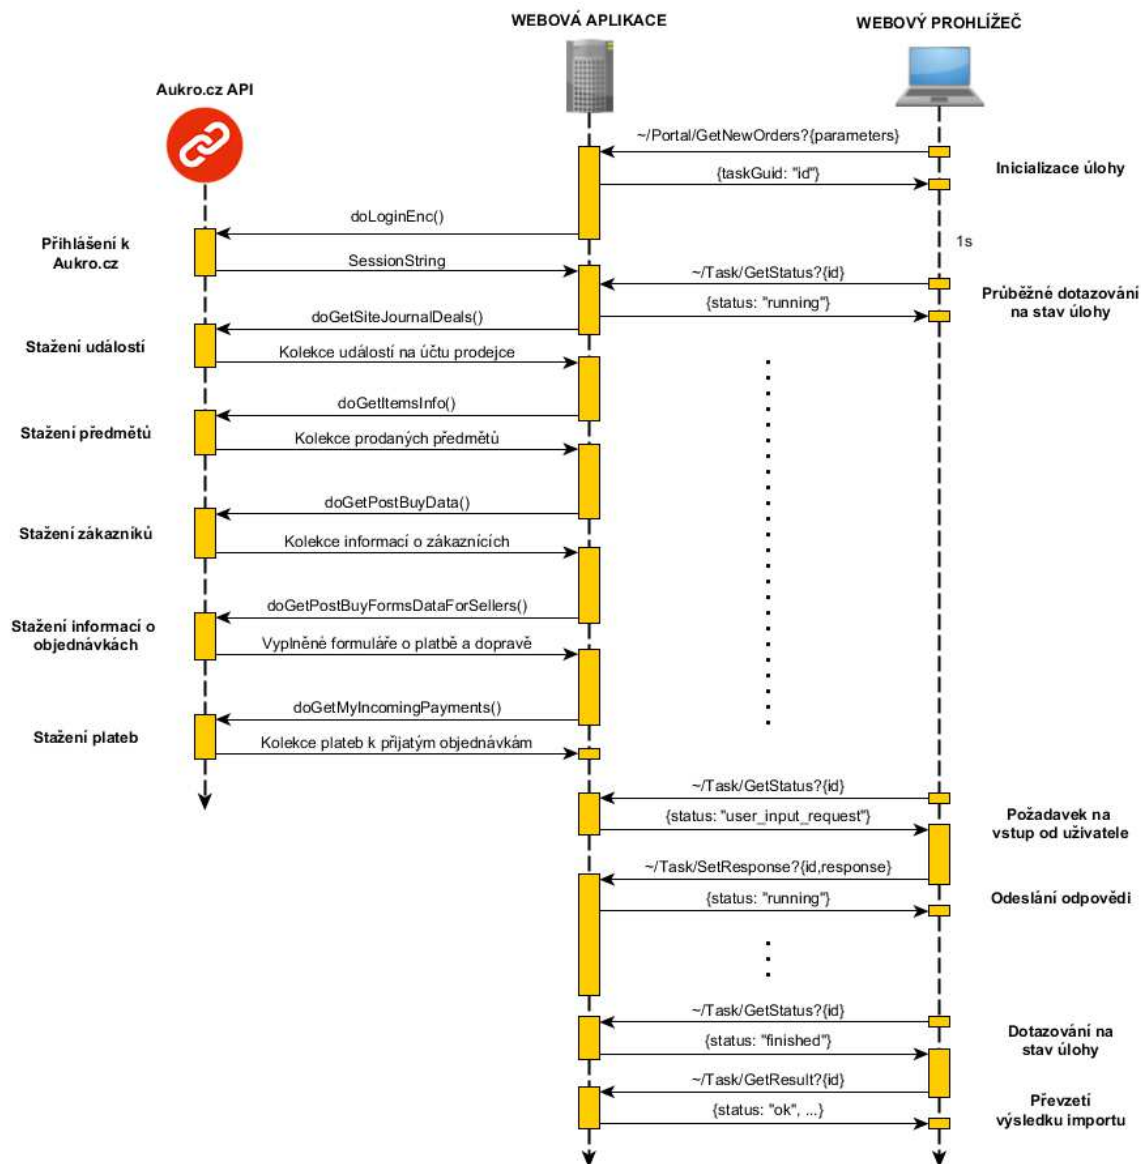 WEBOVÁ APLIKACE
WEBOVÝ PROHLÍŽEČ
Aukro.cz API
~/Portal/GetNewOrders?{parameters}
Inicializace úlohy
{taskGuid: "id"}
doLoginEnc()
Přihlášení k
Aukro.cz
1s
SessionString
~/Task/GetStatus?{id}
Průběžné dotazování
na stav úlohy
{status: "running"}
doGetSiteJournalDeals()
Stažení událostí
Kolekce událostí na účtu prodejce
doGetItemsInfo()
Stažení předmětů
Kolekce prodaných předmětů
doGetPostBuyData()
Stažení zákazníků
Kolekce informací o zákaznících
doGetPostBuyFormsDataForSellers()
Stažení informací o
objednávkách
Vyplněné formuláře o platbě a dopravě
doGetMyIncomingPayments()
Stažení plateb
Kolekce plateb k přijatým objednávkám
~/Task/GetStatus?{id}
{status: "user_input_request"}
Požadavek na
vstup od uživatele
~/Task/SetResponse?{id,response}
{status: "running"}
Odeslání odpovědi
~/Task/GetStatus?{id}
Dotazování na
stav úlohy
{status: "finished"}
~/Task/GetResult?{id}
Převzetí
výsledku importu
{status: "ok", ...}